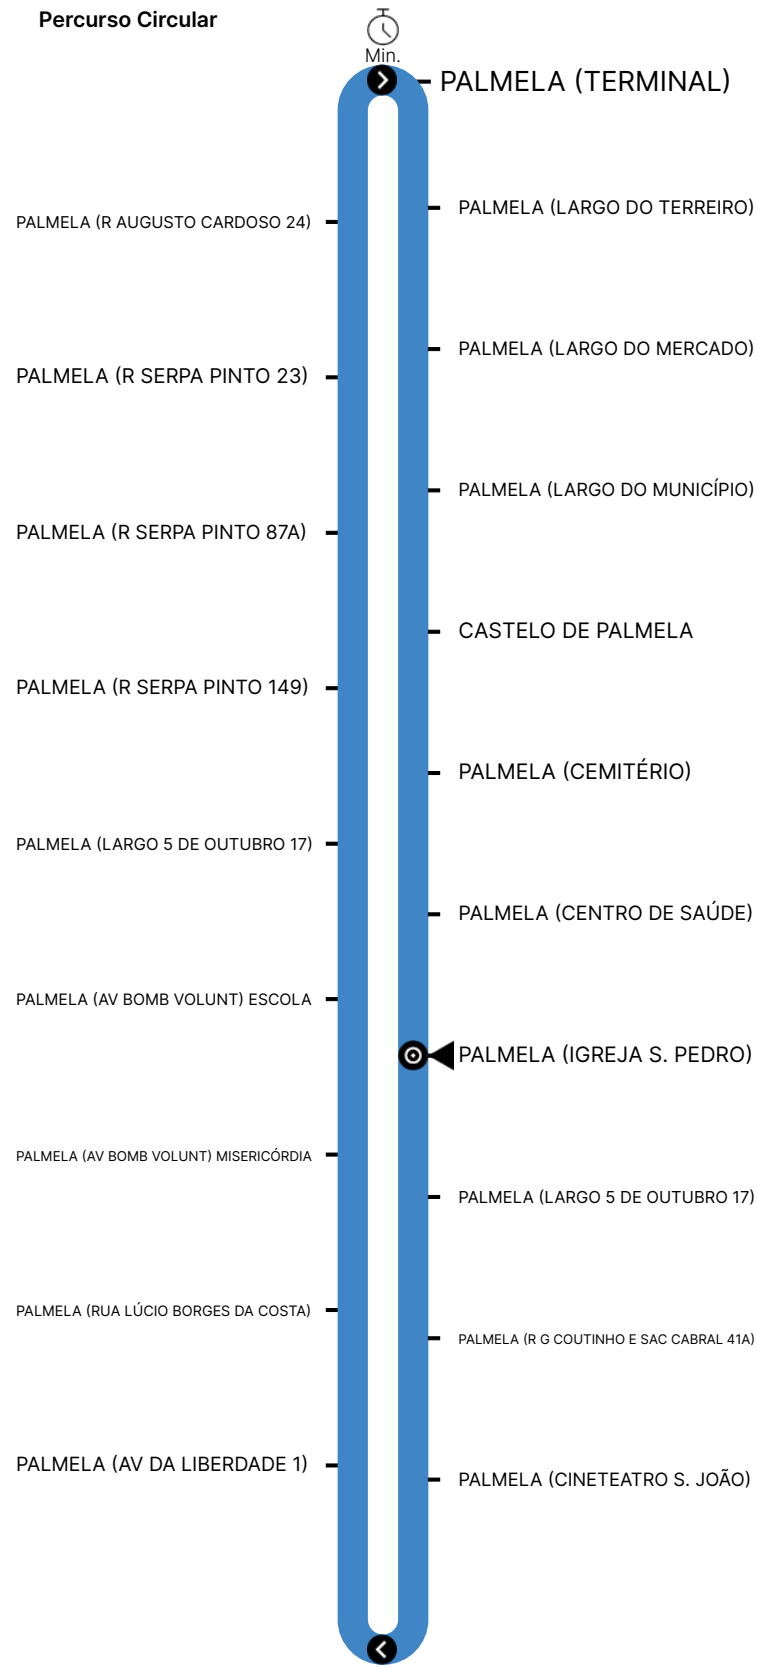 Percurso Circular
Min.
PALMELA (TERMINAL)
PALMELA (LARGO DO TERREIRO)
PALMELA (LARGO DO MERCADO)
PALMELA (LARGO DO MUNICÍPIO)
CASTELO DE PALMELA
PALMELA (CEMITÉRIO)
PALMELA (CENTRO DE SAÚDE)
PALMELA (IGREJA S. PEDRO)
PALMELA (LARGO 5 DE OUTUBRO 17)
PALMELA (R G COUTINHO E SAC CABRAL 41A)
PALMELA (CINETEATRO S. JOÃO)
PALMELA (R AUGUSTO CARDOSO 24)
PALMELA (R SERPA PINTO 23)
PALMELA (R SERPA PINTO 87A)
PALMELA (R SERPA PINTO 149)
PALMELA (LARGO 5 DE OUTUBRO 17)
PALMELA (AV BOMB VOLUNT) ESCOLA
PALMELA (AV BOMB VOLUNT) MISERICÓRDIA
PALMELA (RUA LÚCIO BORGES DA COSTA)
PALMELA (AV DA LIBERDADE 1)